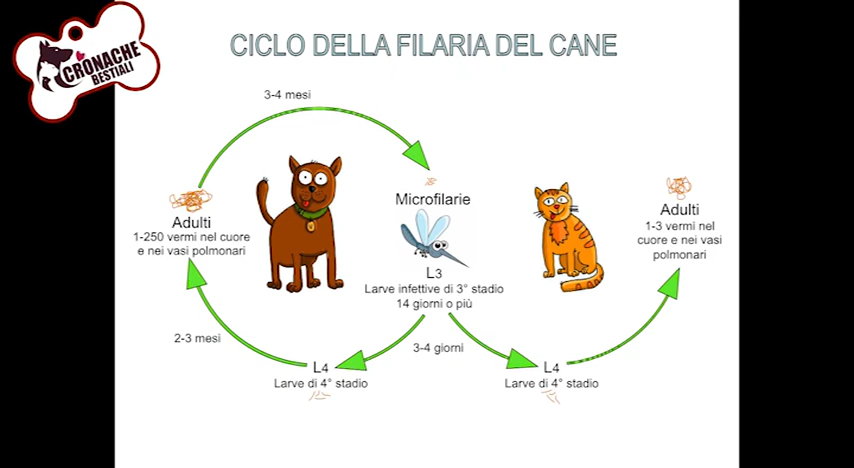 CRONACHE
BESTIALI
CICLO DELLA FILARIA DEL CANE
3-4 mesi
Microfilarie
Adulti
1-250 vermi nel cuore
e nei vasi polmonari
Adulti
1-3 vermi nel
cuore e nei vasi
polmonari
L3
Larve infettive di 3° stadio
14 giorni o più
2-3 mesi
3-4 giorni
L4
Larve di 4° stadio
L4
Larve di 4° stadio